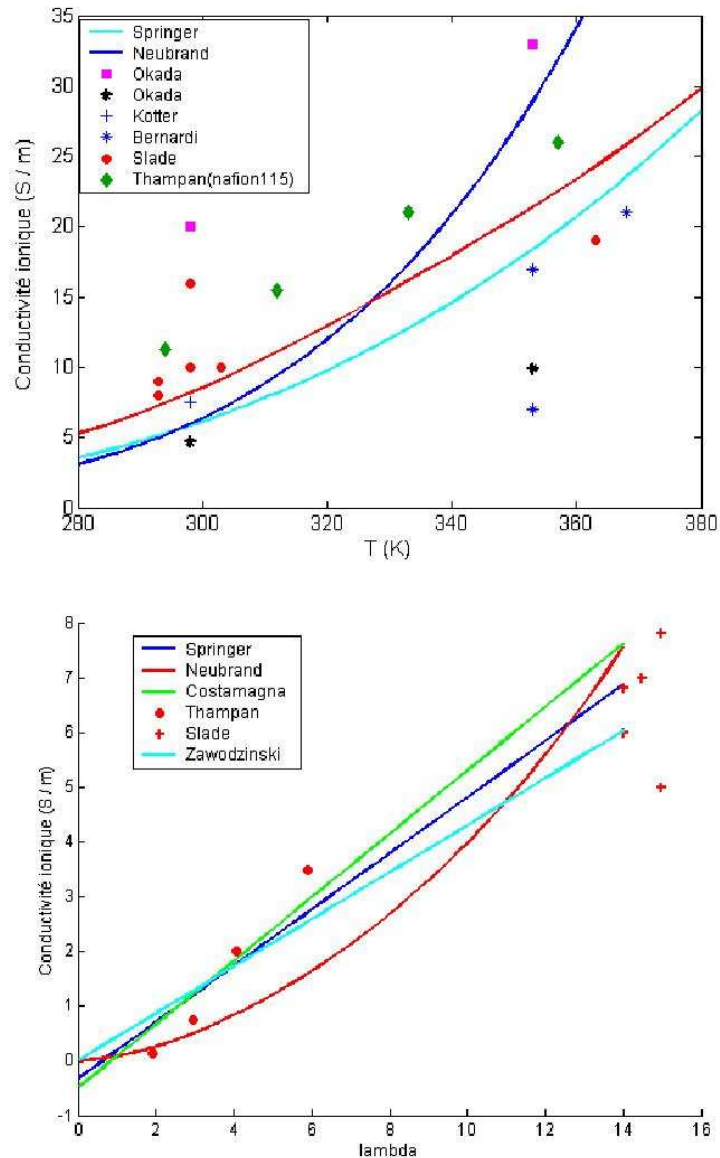 35
30
25
20
15
10
5
0
Conductivité ionique (S / m)
Springer
Neubrand
Okada
Okada
Kotter
Bernardi
Slade
Thampan(nafion115)
280
300
320
340
360
380
T (K)
8
7
6
5
4
3
2
1
0
-1
Conductivité ionique (S / m)
Springer
Neubrand
Costamagna
Thampan
Slade
Zawodzinski
0
2
4
6
8
10
12
14
16
lambda